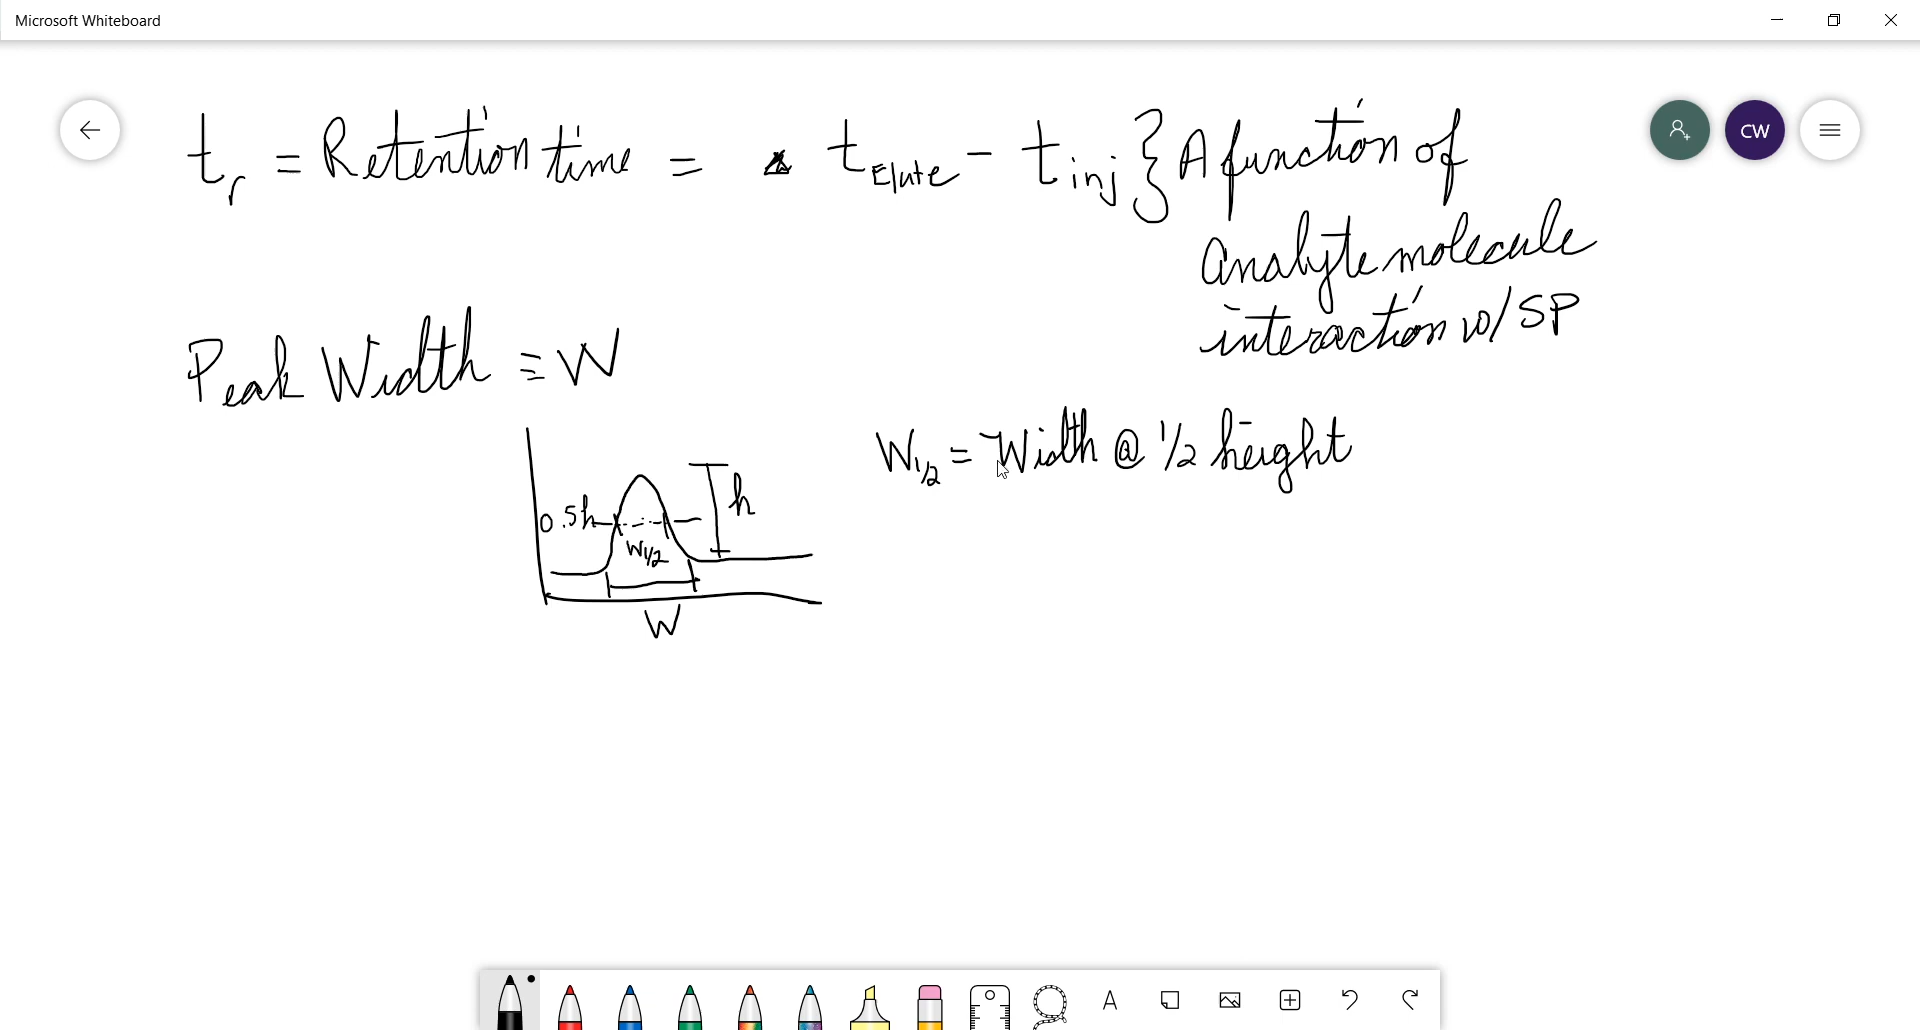 Microsoft Whiteboard
CW
tr = Retention time = tElute - tinj } A function of
analyte molecule
interaction w/ SP
Peak Width ≡ W
W1/2 = Width @ 1/2 height
h
0.5h
W1/2
W
A